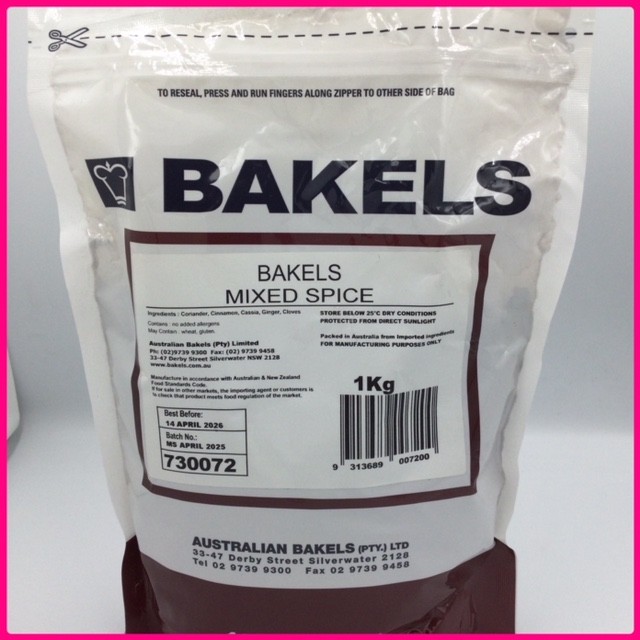 TO RESEAL, PRESS AND RUN FINGERS ALONG ZIPPER TO OTHER SIDE OF BAG
BAKELS
BAKELS
MIXED SPICE
Ingredients : Coriander, Cinnamon, Cassia, Ginger, Cloves
Contains : no added allergens
May Contain : wheat, gluten.
Australian Bakels (Pty) Limited
Ph: (02)9739 9300 Fax: (02) 9739 9458
33-47 Derby Street Silverwater NSW 2128
www.bakels.com.au
Manufacture in accordance with Australian & New Zealand
Food Standards Code.
If for sale in other markets, the importing agent or customers is
To check that product meets food regulation of the market.
STORE BELOW 25°C DRY CONDITIONS
PROTECTED FROM DIRECT SUNLIGHT
Packed in Australia from Imported ingredients
FOR MANUFACTURING PURPOSES ONLY
1Kg
Best Before:
14 APRIL 2026
Batch No.:
MS APRIL 2025
730072
9 313689 007200
AUSTRALIAN BAKELS (PTY.) LTD
33-47 Derby Street Silverwater 2128
Tel 02 9739 9300 Fax 02 9739 9458